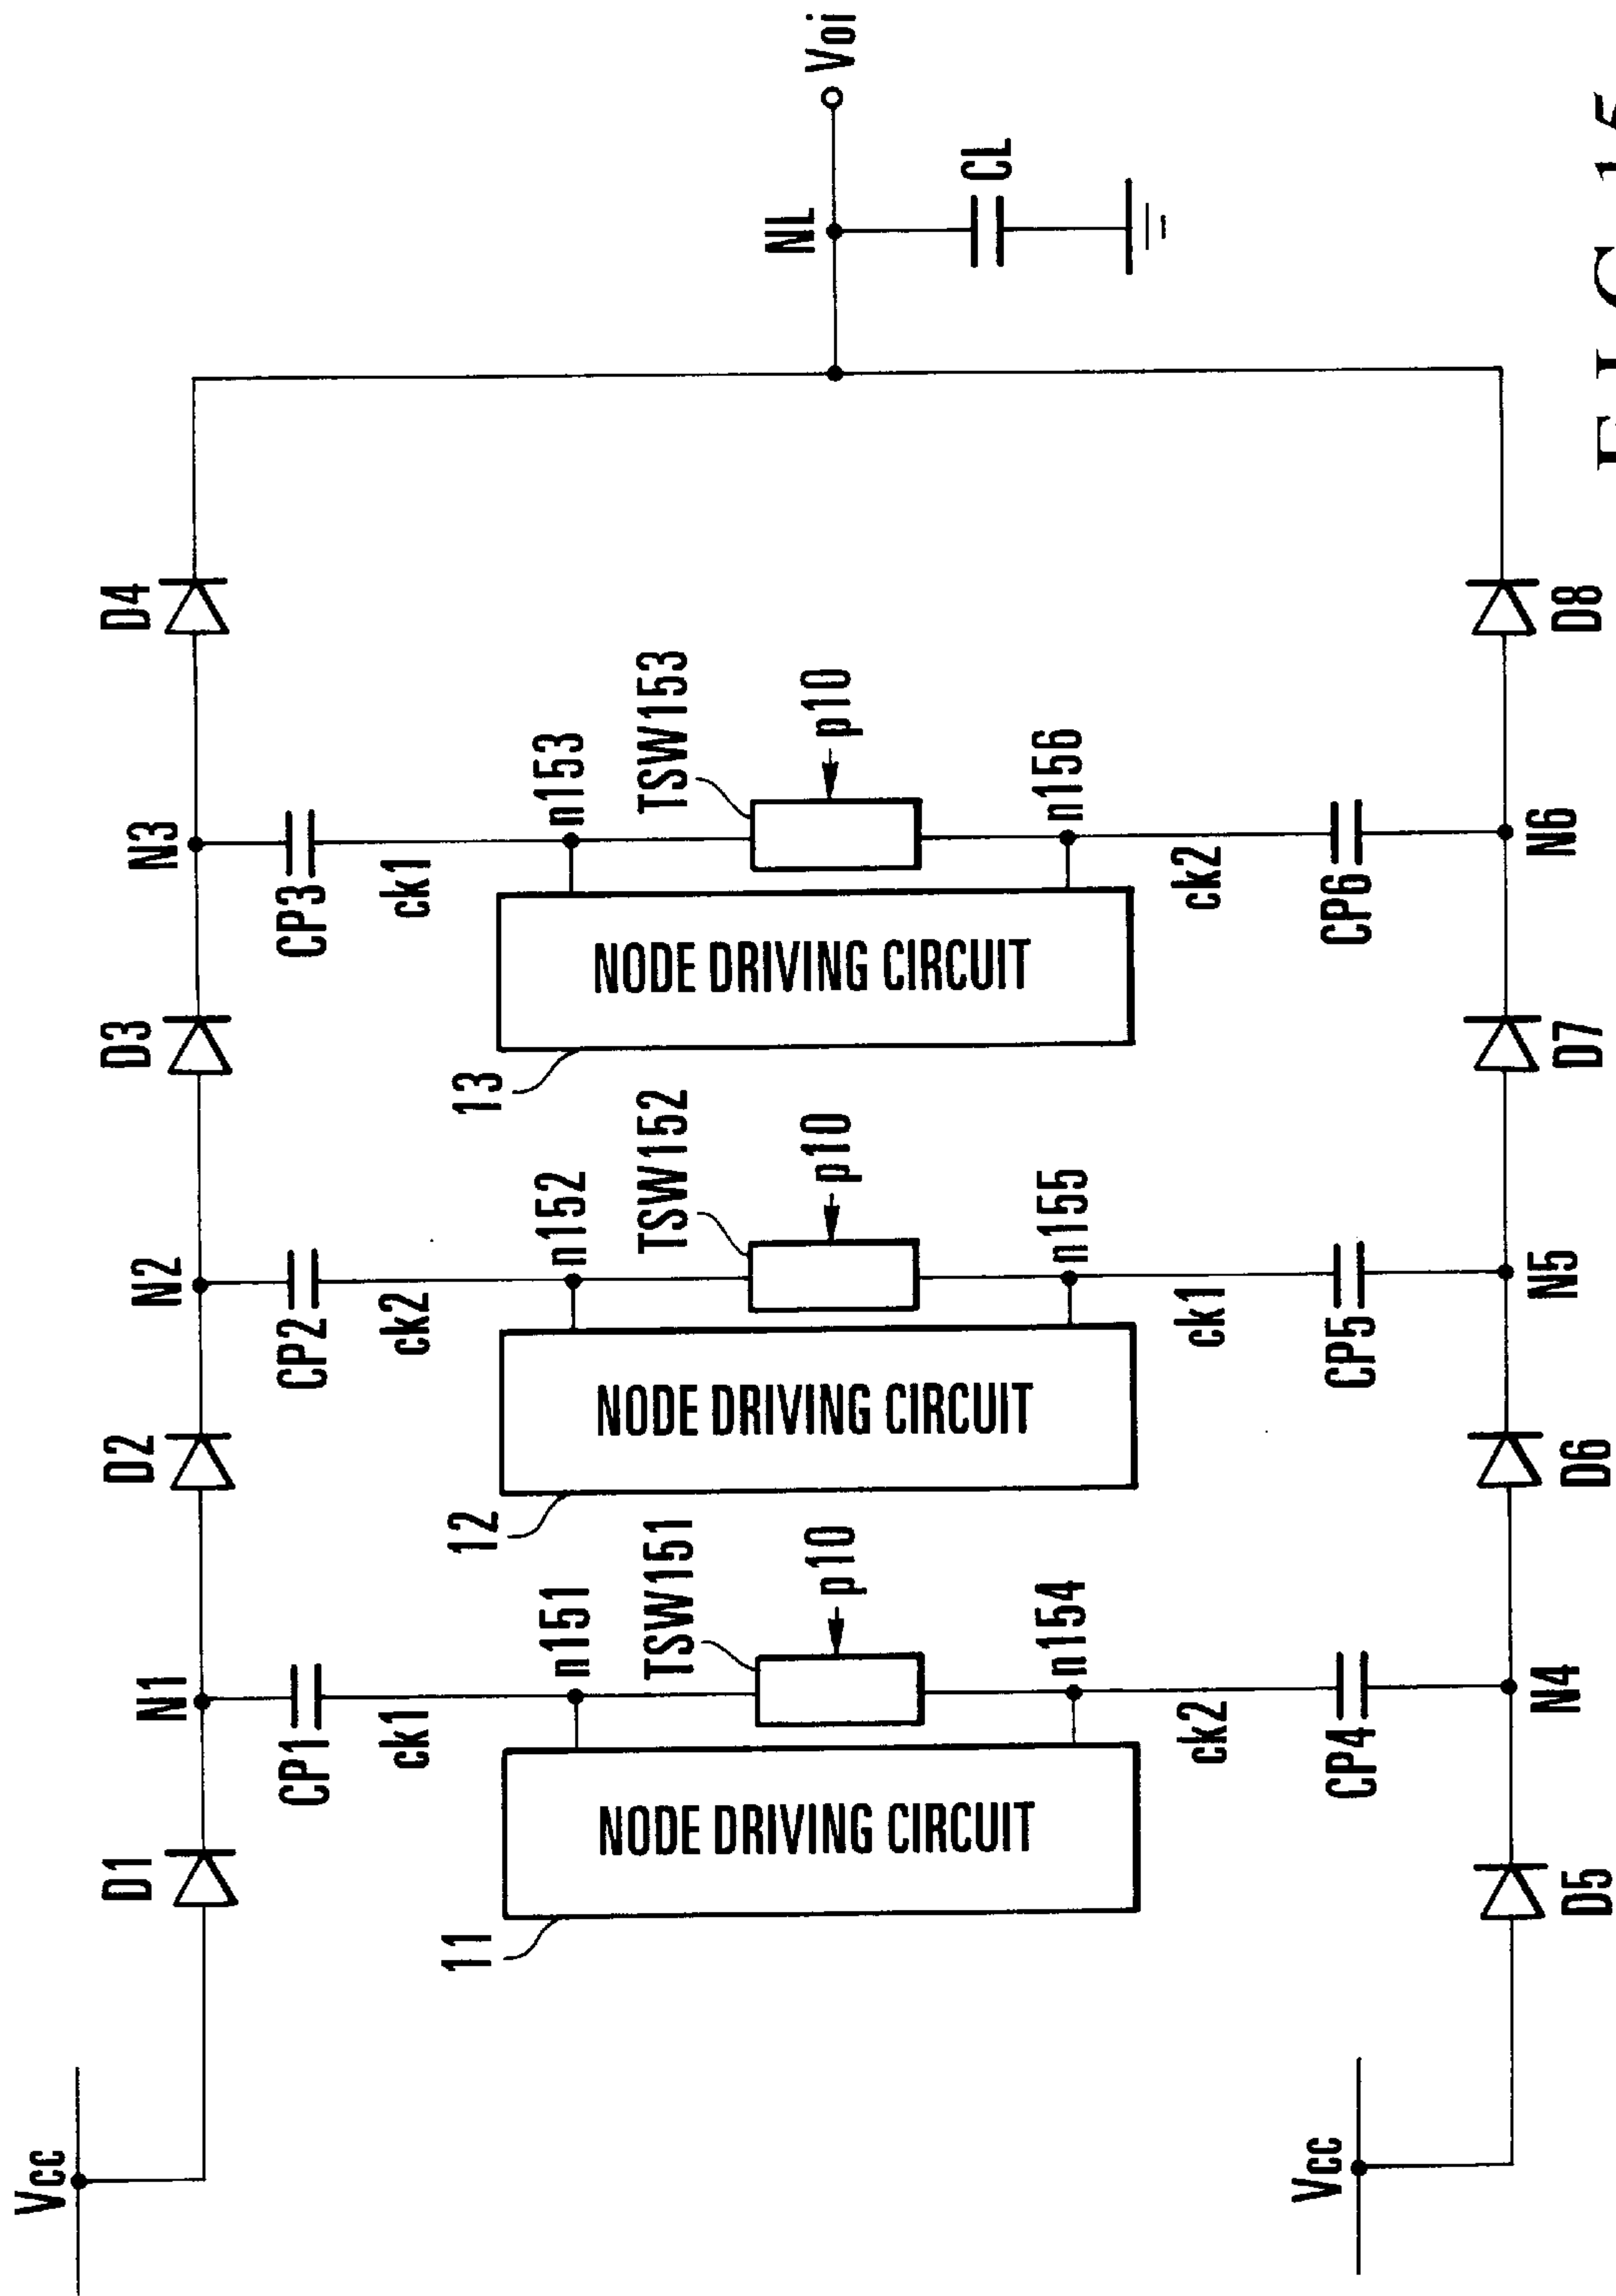 Vcc
D1
N1
D2
N2
D3
N3
D4
CP1
ck1
CP2
ck2
CP3
ck1
n151
TSW151
n152
TSW152
n153
TSW153
11
NODE DRIVING CIRCUIT
p10
12
NODE DRIVING CIRCUIT
p10
13
NODE DRIVING CIRCUIT
p10
NL
Voi
CL
n154
n155
n156
ck2
CP4
ck1
CP5
ck2
CP6
Vcc
D5
N4
D6
N5
D7
N6
D8
FIG. 15